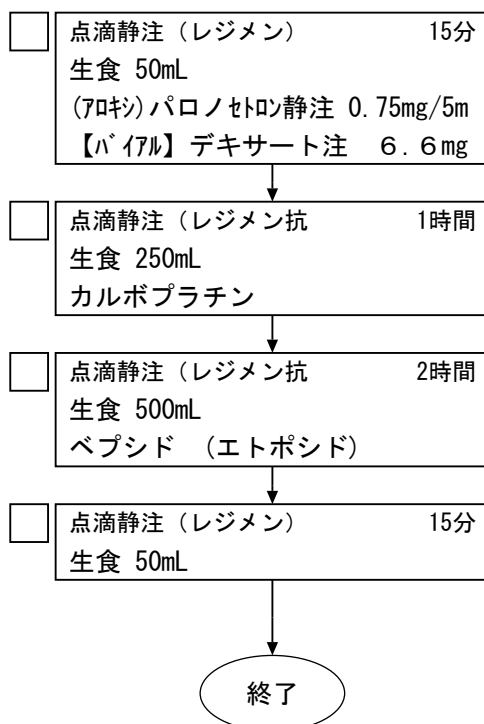 点滴静注（レジメン） 15分
生食 50mL
(アロキシ)パロノセトロン静注 0.75mg/5m
【バイアル】デキサート注 6.6mg
点滴静注（レジメン抗 1時間
生食 250mL
カルボプラチン
点滴静注（レジメン抗 2時間
生食 500mL
ベプシド （エトポシド）
点滴静注（レジメン） 15分
生食 50mL
終了